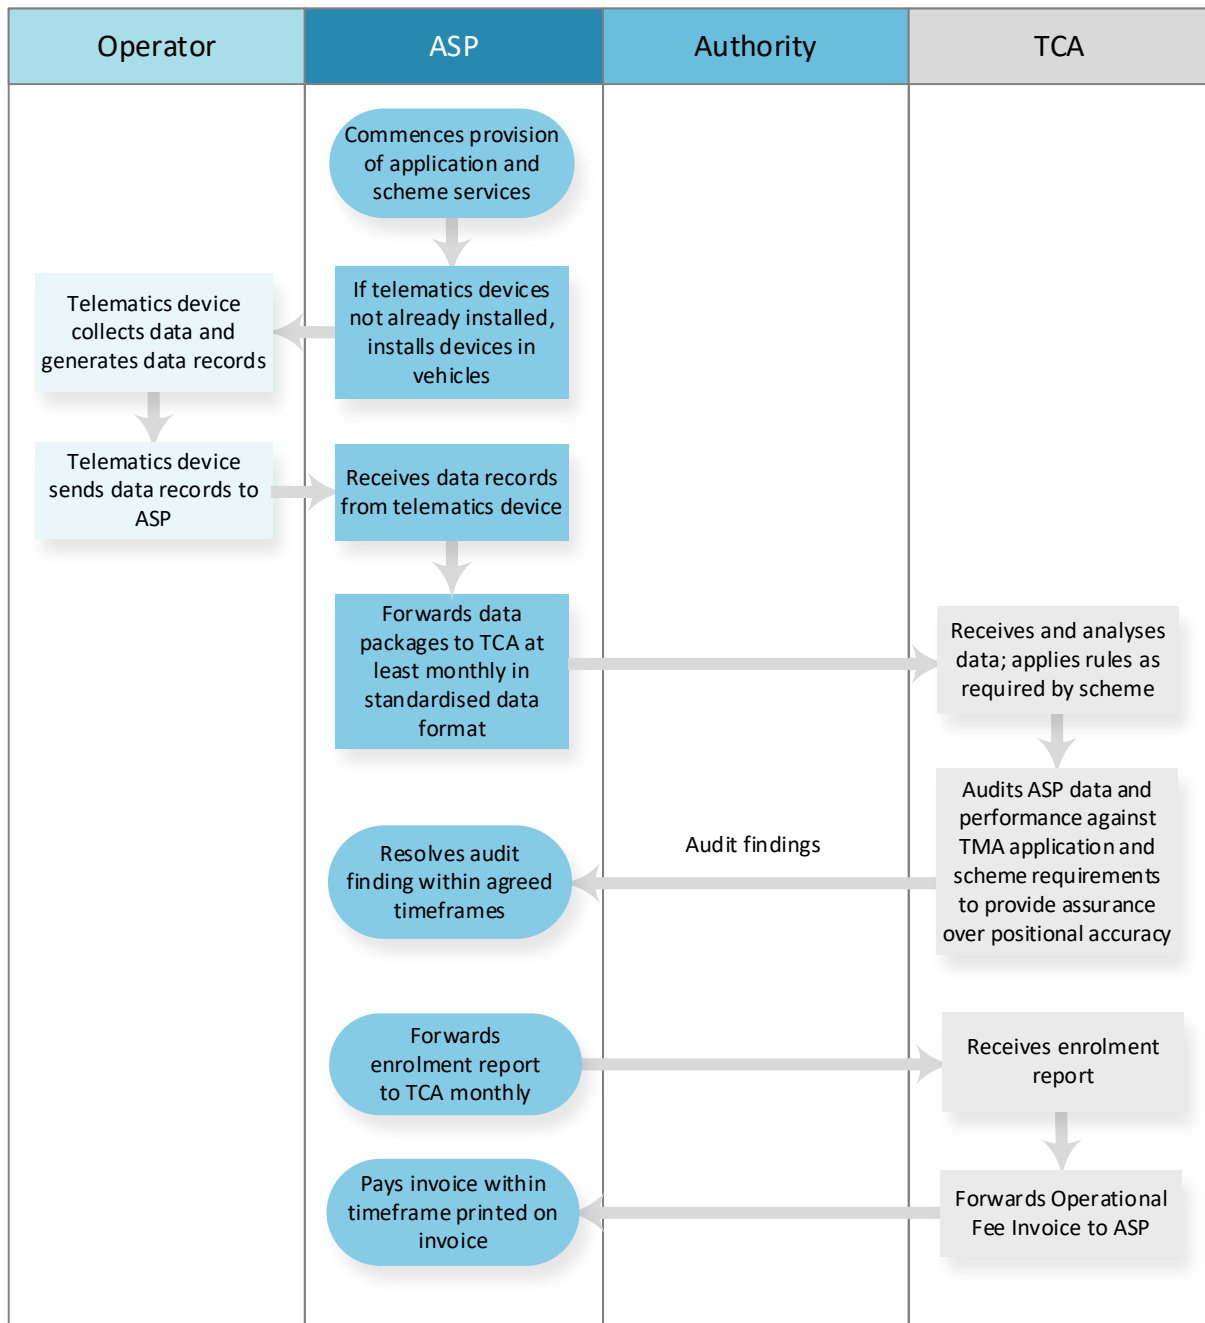 Operator
ASP
Authority
TCA
Commences provision
of application and
scheme services
If telematics devices
not already installed,
installs devices in
vehicles
Telematics device
collects data and
generates data records
Telematics device
sends data records to
ASP
Receives data records
from telematics device
Forwards data
packages to TCA at
least monthly in
standardised data
format
Receives and analyses
data; applies rules as
required by scheme
Audits ASP data and
performance against
TMA application and
scheme requirements
to provide assurance
over positional accuracy
Audit findings
Resolves audit
finding within agreed
timeframes
Forwards
enrolment report
to TCA monthly
Receives enrolment
report
Forwards Operational
Fee Invoice to ASP
Pays invoice within
timeframe printed on
invoice